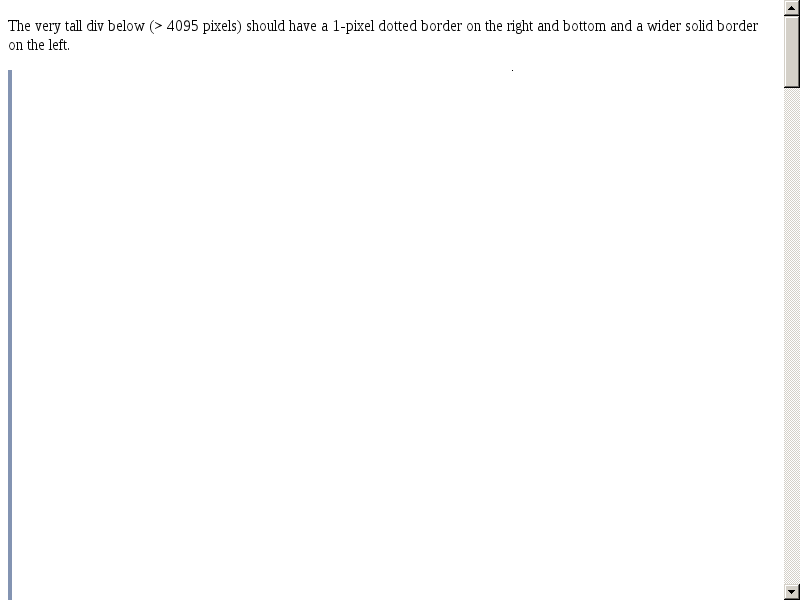 The very tall div below (> 4095 pixels) should have a 1-pixel dotted border on the right and bottom and a wider solid border
on the left.